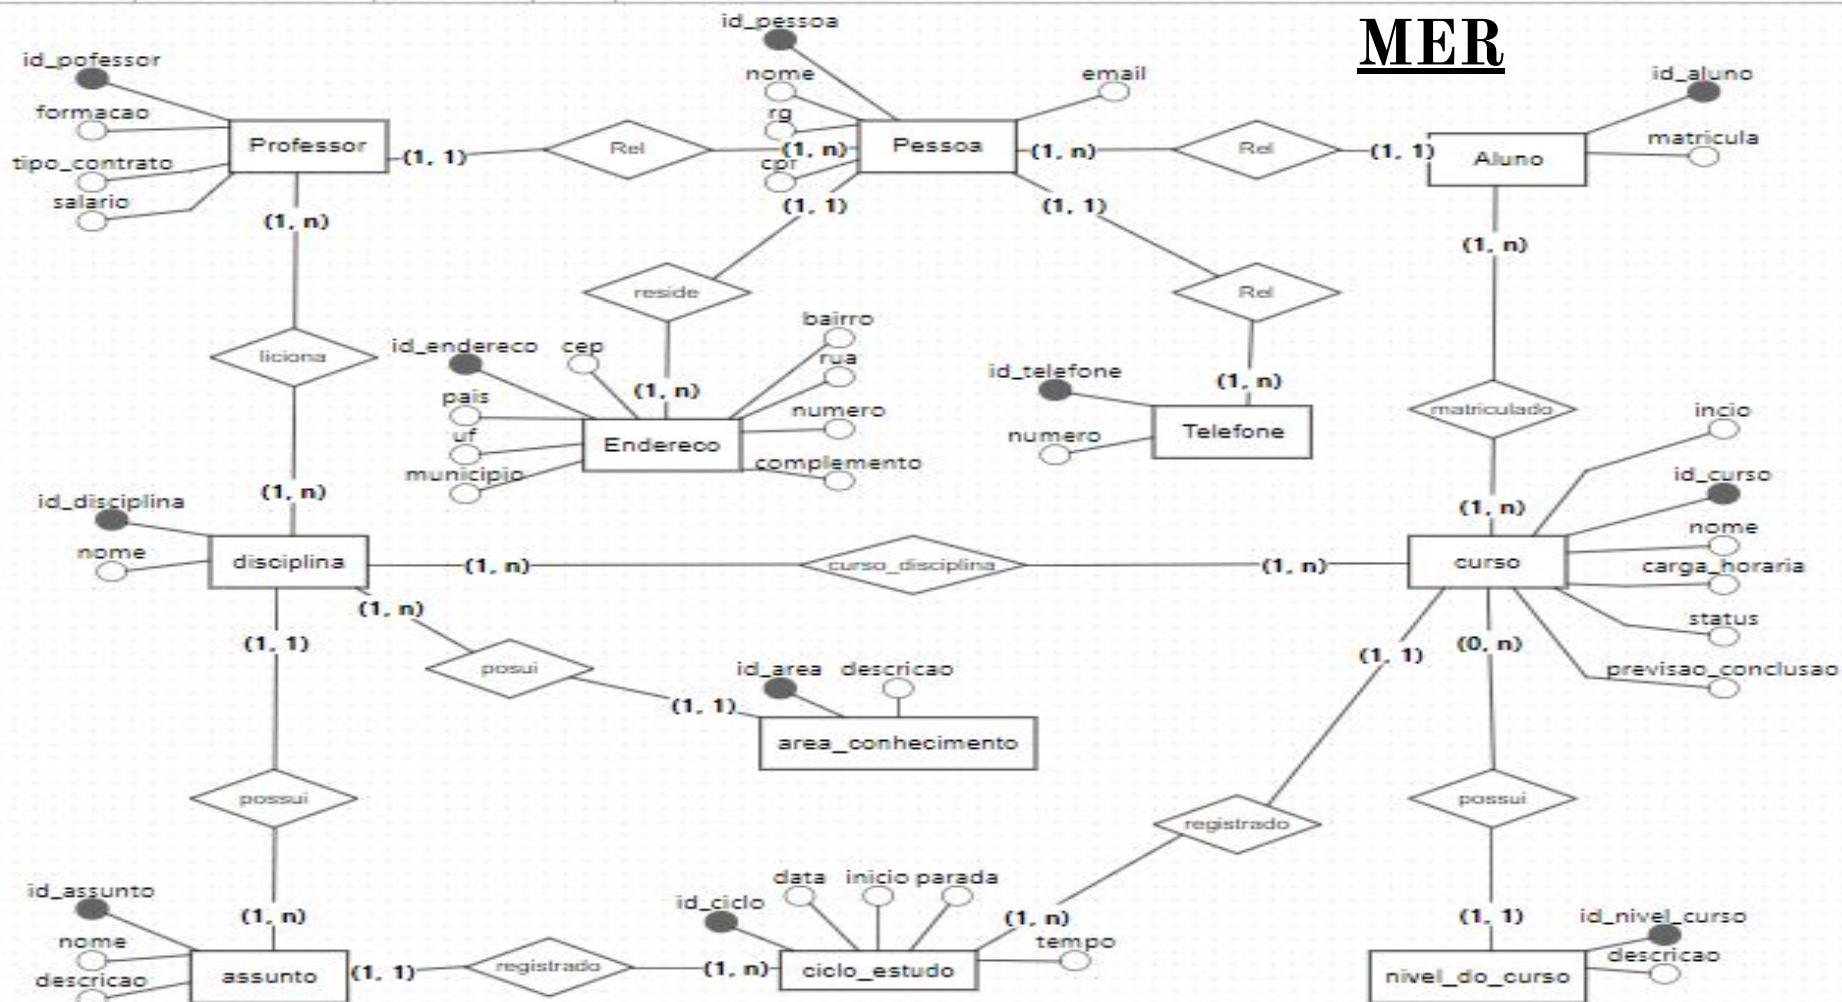 MER
id_pessoa
id_pofessor
nome
email
id_aluno
formacao
rg
matricula
Professor
(1, 1)
Rel
(1, n)
Pessoa
(1, n)
Rel
(1, 1)
Aluno
tipo_contrato
cpf
salario
(1, n)
(1, 1)
(1, 1)
(1, n)
reside
Rel
liciona
id_endereco
cep
bairro
rua
pais
(1, n)
numero
uf
Endereco
municipio
complemento
id_telefone
(1, n)
numero
Telefone
matriculado
incio
id_curso
(1, n)
(1, n)
id_disciplina
nome
nome
disciplina
(1, n)
curso_disciplina
(1, n)
curso
carga_horaria
status
previsao_conclusao
(1, n)
(1, 1)
(1, 1)
(0, n)
posui
id_area
descricao
(1, 1)
area_conhecimento
possui
registrado
possui
id_assunto
(1, n)
nome
descricao
assunto
(1, 1)
registrado
(1, n)
id_ciclo
data
inicio
parada
(1, n)
tempo
ciclo_estudo
(1, 1)
id_nivel_curso
descricao
nivel_do_curso